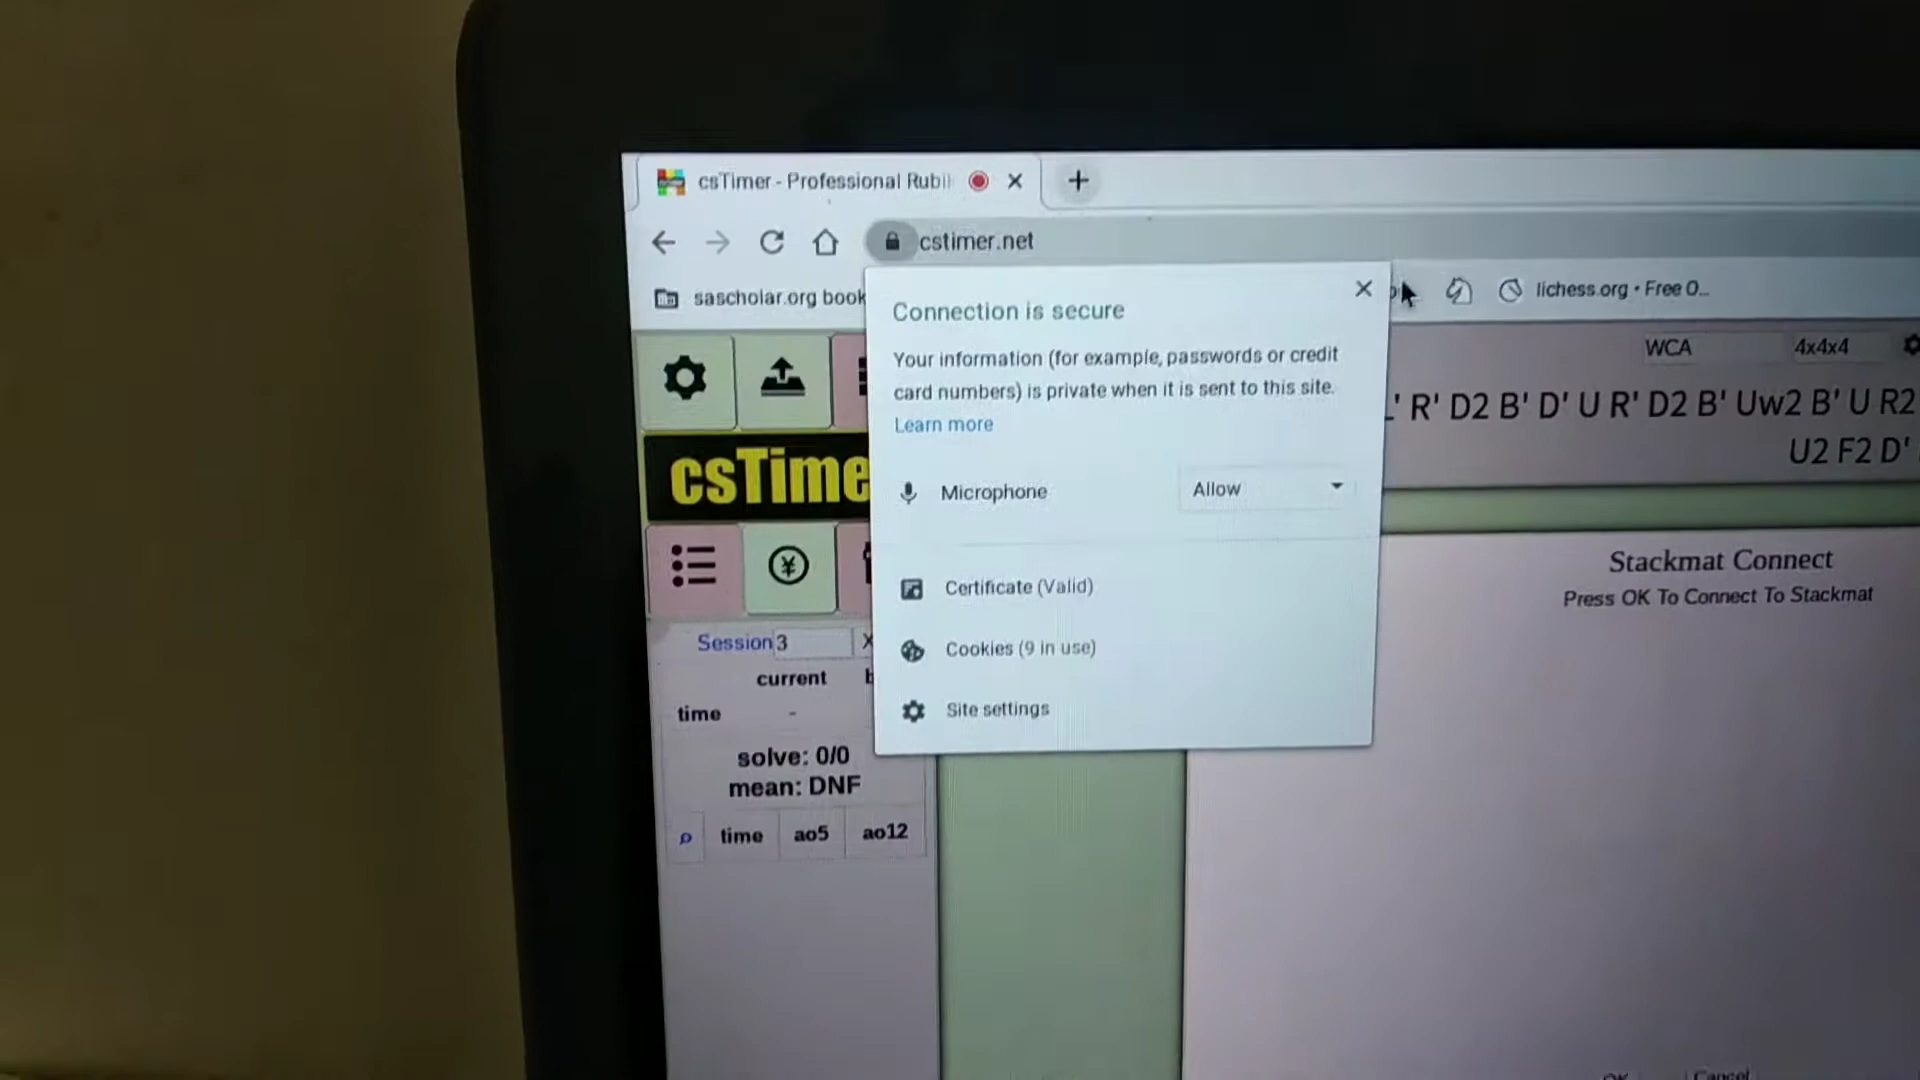 csTimer - Professional Rubi
cstimer.net
sascholar.org book
lichess.org • Free O...
Connection is secure
Your information (for example, passwords or credit
card numbers) is private when it is sent to this site.
Learn more
Microphone
Allow
Certificate (Valid)
Cookies (9 in use)
Site settings
WCA
4x4x4
' R' D2 B' D' U R' D2 B' Uw2 B' U R2
U2 F2 D'
csTime
Stackmat Connect
Press OK To Connect To Stackmat
Session 3
X
current
time
-
solve: 0/0
mean: DNF
time
ao5
ao12
Cancel